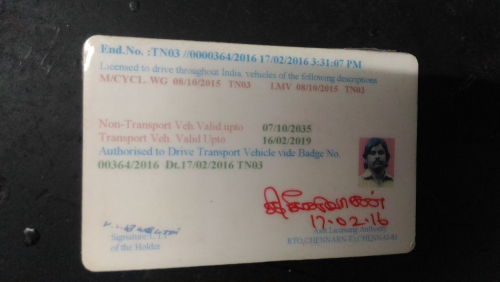 End.No. :TN03 //0000364/2016 17/02/2016 3:31:07 PM
Licensed to drive throughout India, vehicles of the following descriptions
M/CYCL. WG 08/10/2015 TN03 LMV 08/10/2015 TN03
Non-Transport Veh Valid upto 07/10/2035
Transport Veh. Valid Upto 16/02/2019
Authorised to Drive Transport Vehicle vide Badge No.
00364/2016 Dt.17/02/2016 TN03
17.02.16
of the Holder
Licensing Authority